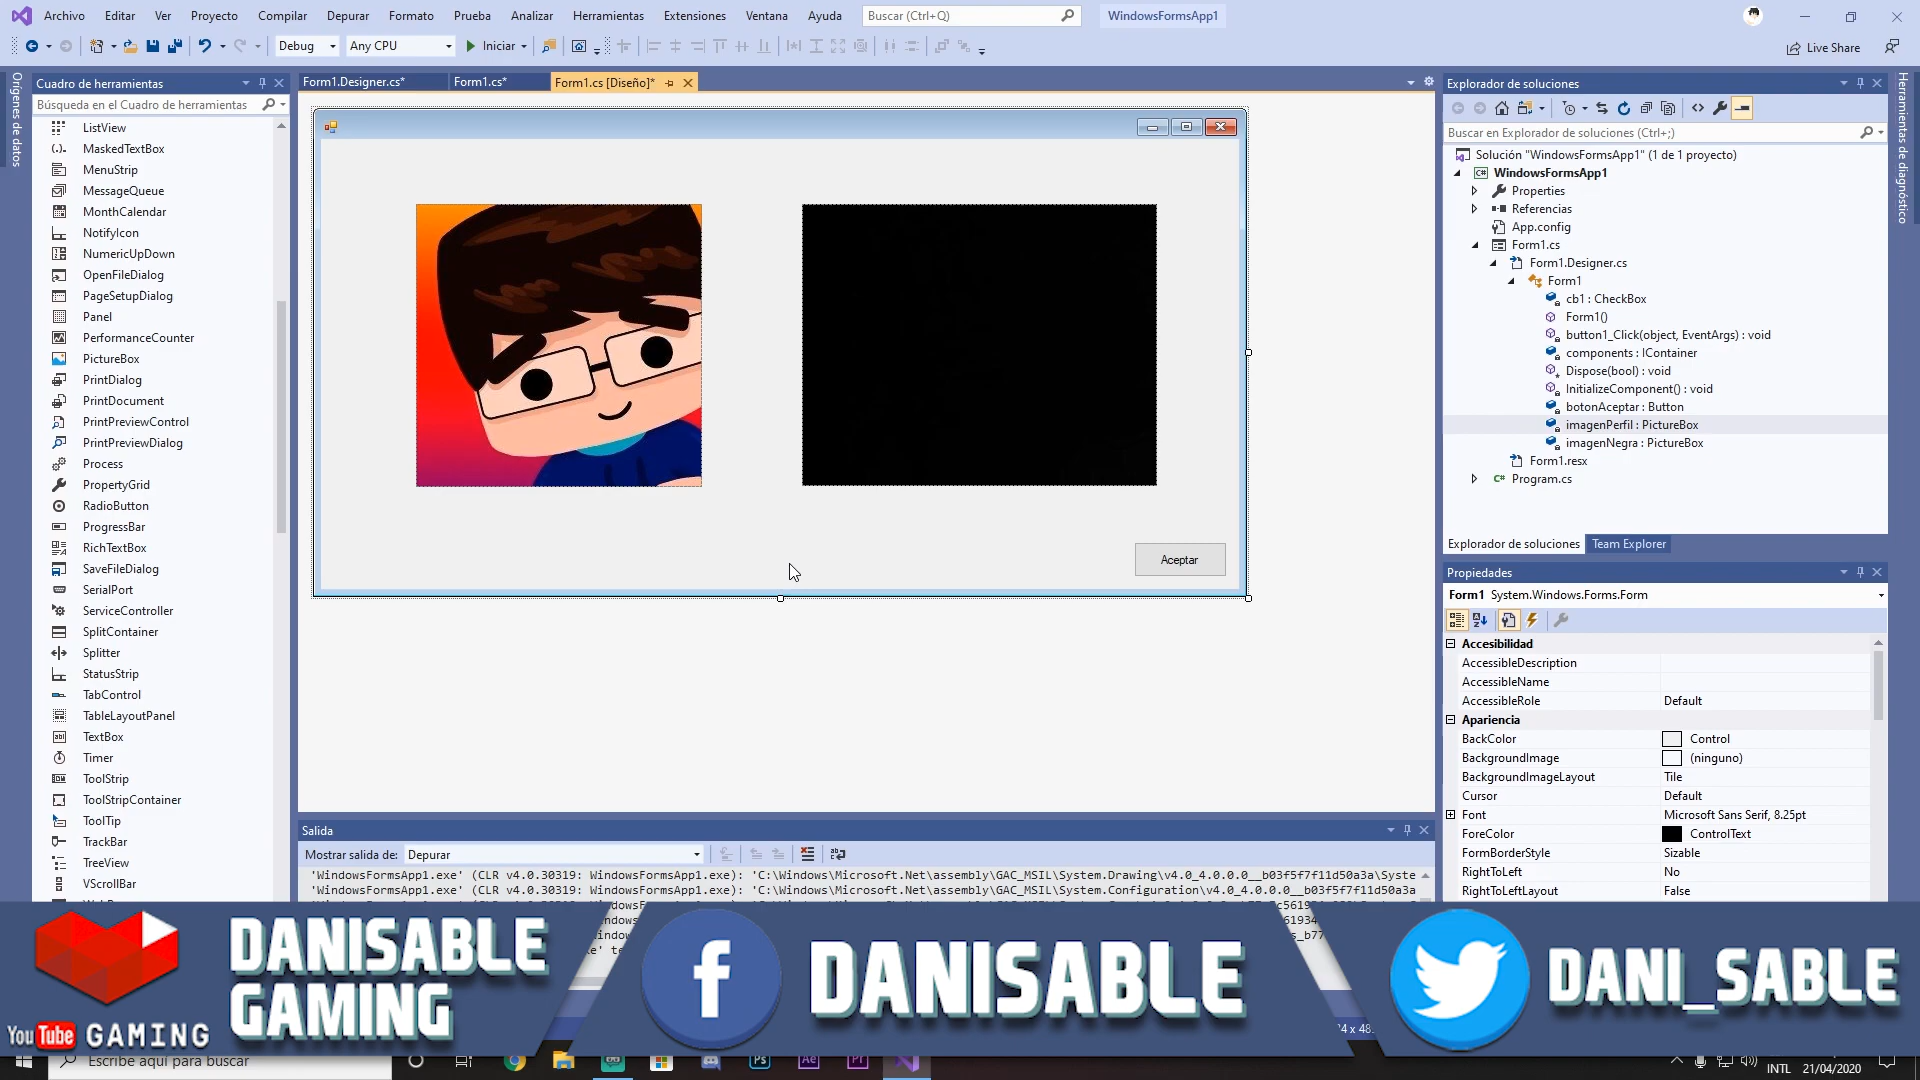 Archivo Editar Ver Proyecto Compilar Depurar Formato Prueba Analizar Herramientas Extensiones Ventana Ayuda Buscar (Ctrl+Q) WindowsFormsApp1
Debug Any CPU Iniciar Live Share
Orígenes de datos
Cuadro de herramientas
Búsqueda en el Cuadro de herramientas
ListView
MaskedTextBox
MenuStrip
MessageQueue
MonthCalendar
NotifyIcon
NumericUpDown
OpenFileDialog
PageSetupDialog
Panel
PerformanceCounter
PictureBox
PrintDialog
PrintDocument
PrintPreviewControl
PrintPreviewDialog
Process
PropertyGrid
RadioButton
ProgressBar
RichTextBox
SaveFileDialog
SerialPort
ServiceController
SplitContainer
Splitter
StatusStrip
TabControl
TableLayoutPanel
TextBox
Timer
ToolStrip
ToolStripContainer
ToolTip
TrackBar
TreeView
VScrollBar
Form1.Designer.cs* Form1.cs* Form1.cs [Diseño]*
Aceptar
Salida
Mostrar salida de: Depurar
'WindowsFormsApp1.exe' (CLR v4.0.30319: WindowsFormsApp1.exe): 'C:\Windows\Microsoft.Net\assembly\GAC_MSIL\System.Drawing\v4.0_4.0.0.0__b03f5f7f11d50a3a\Syste
'WindowsFormsApp1.exe' (CLR v4.0.30319: WindowsFormsApp1.exe): 'C:\Windows\Microsoft.Net\assembly\GAC_MSIL\System.Configuration\v4.0_4.0.0.0__b03f5f7f11d50a3a
Explorador de soluciones
Buscar en Explorador de soluciones (Ctrl+;)
Solución "WindowsFormsApp1" (1 de 1 proyecto)
WindowsFormsApp1
Properties
Referencias
App.config
Form1.cs
Form1.Designer.cs
Form1
cb1 : CheckBox
Form1()
button1_Click(object, EventArgs) : void
components : IContainer
Dispose(bool) : void
InitializeComponent() : void
botonAceptar : Button
imagenPerfil : PictureBox
imagenNegra : PictureBox
Form1.resx
Program.cs
Explorador de soluciones Team Explorer
Herramientas de diagnóstico
Propiedades
Form1 System.Windows.Forms.Form
Accesibilidad
AccessibleDescription
AccessibleName
AccessibleRole Default
Apariencia
BackColor Control
BackgroundImage (ninguno)
BackgroundImageLayout Tile
Cursor Default
Font Microsoft Sans Serif, 8.25pt
ForeColor ControlText
FormBorderStyle Sizable
RightToLeft No
RightToLeftLayout False
DANISABLE
GAMING
YouTube GAMING
f DANISABLE
DANI_SABLE
Escribe aquí para buscar
Ps Ae Pr
INTL 21/04/2020